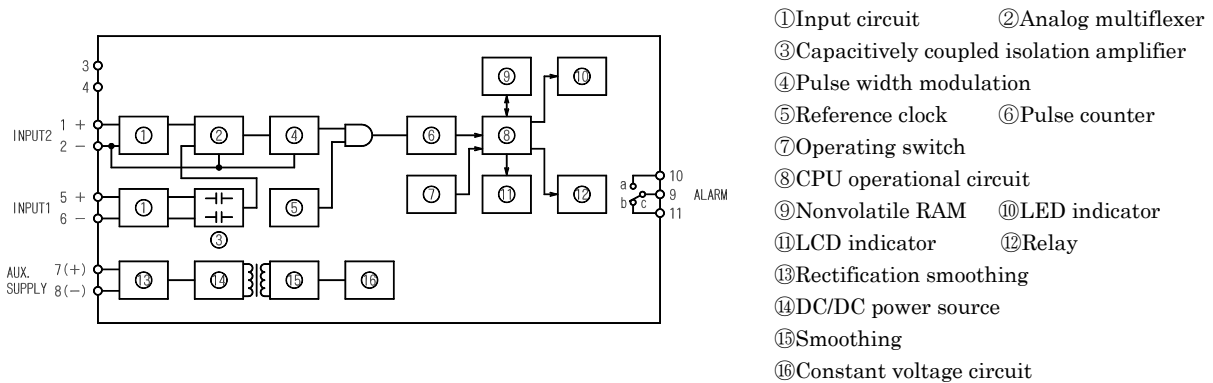 3
4
1 +
INPUT2
2 −
① ② ④ ⑥ ⑧
⑨ ⑩
5 +
INPUT1
6 −
① ⑤ ⑦ ⑪ ⑫
③
a
b c
10
9 ALARM
11
AUX.
SUPPLY
7(+)
8(−)
⑬ ⑭ ⑮ ⑯
①Input circuit ②Analog multiflexer
③Capacitively coupled isolation amplifier
④Pulse width modulation
⑤Reference clock ⑥Pulse counter
⑦Operating switch
⑧CPU operational circuit
⑨Nonvolatile RAM ⑩LED indicator
⑪LCD indicator ⑫Relay
⑬Rectification smoothing
⑭DC/DC power source
⑮Smoothing
⑯Constant voltage circuit